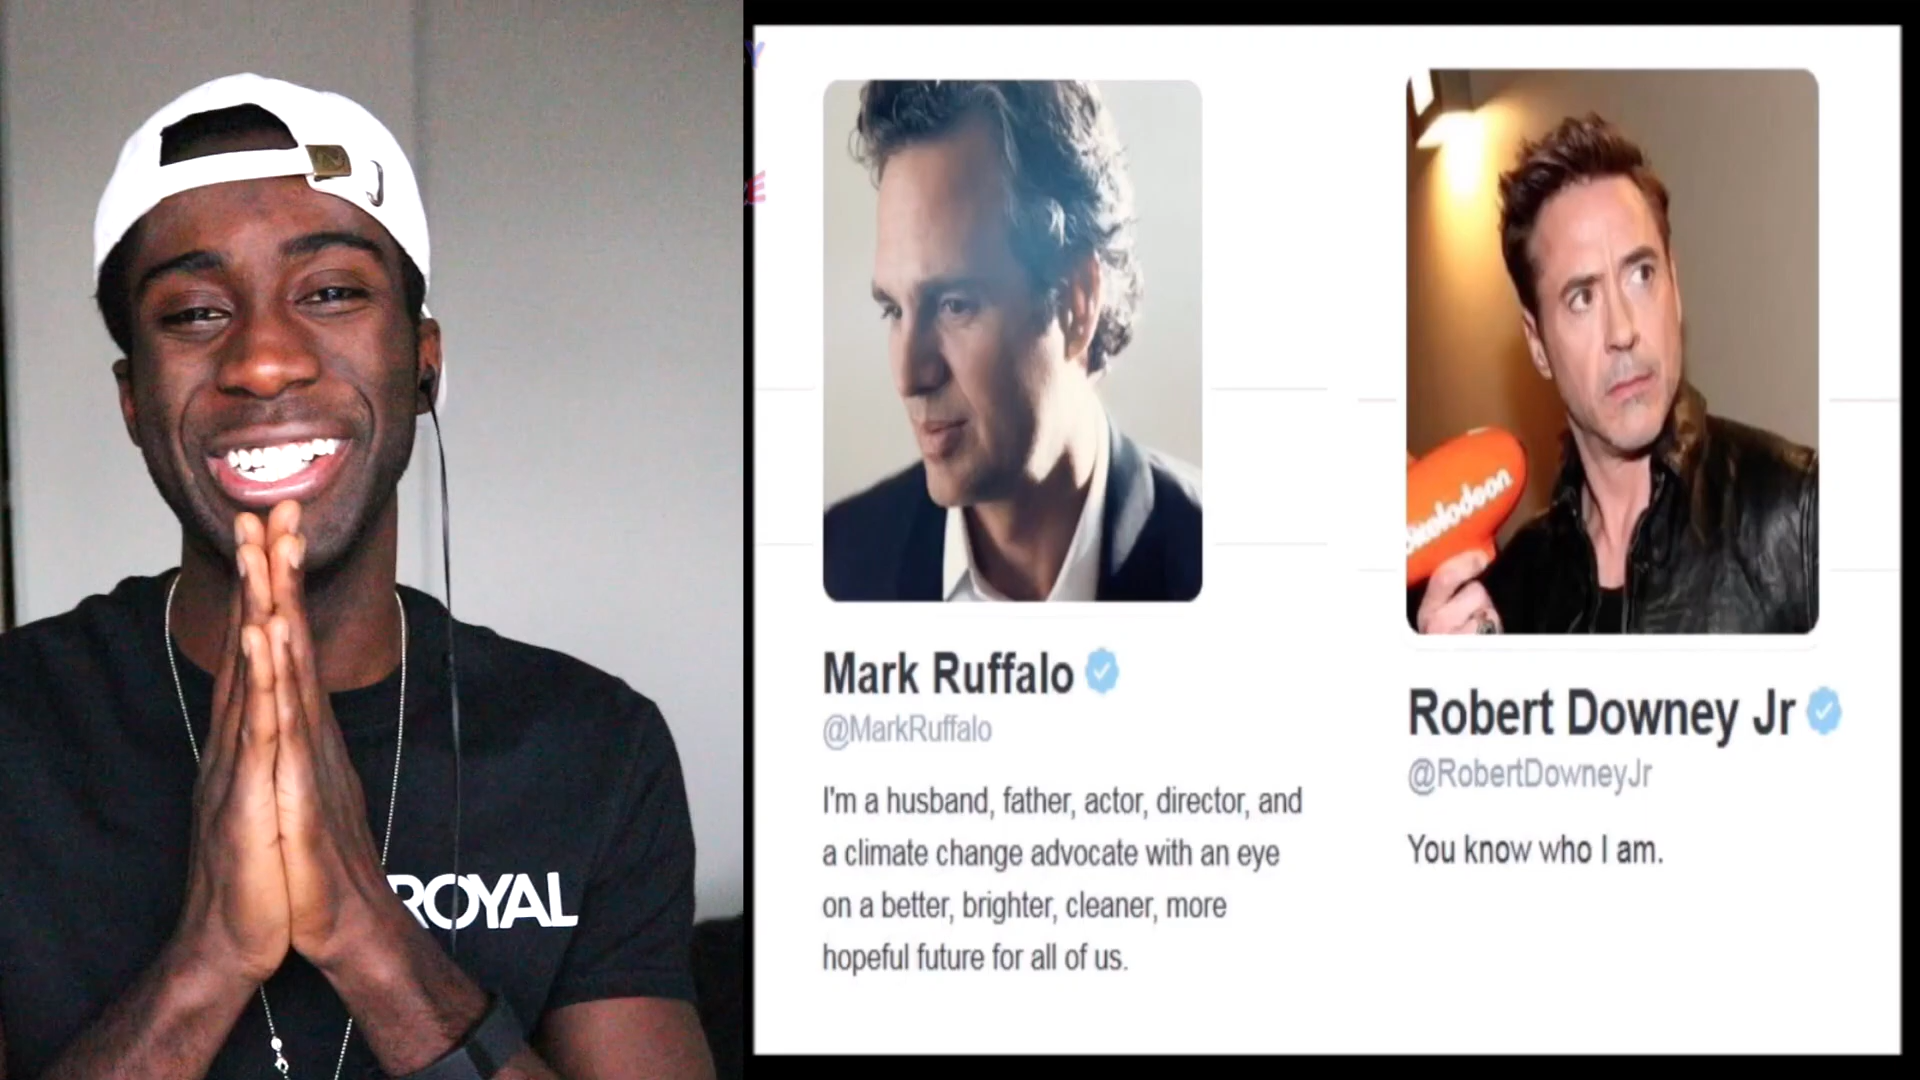 ROYAL
Y
E
ckelodeon
Mark Ruffalo
@MarkRuffalo
I'm a husband, father, actor, director, and
a climate change advocate with an eye
on a better, brighter, cleaner, more
hopeful future for all of us.
Robert Downey Jr
@RobertDowneyJr
You know who I am.